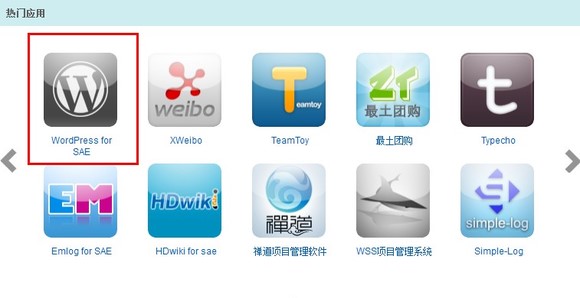 热门应用
W
weibo
T
eamtoy
ZT
最土团购
t
WordPress for
SAE
XWeibo
TeamToy
最土团购
Typecho
EM
HDwiki
禅道
S
simple-log
Emlog for SAE
HDwiki for sae
禅道项目管理软件
WSS项目管理系统
Simple-Log